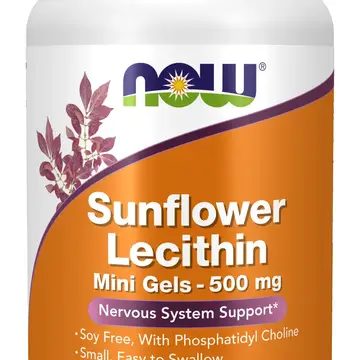 NOW®
Sunflower
Lecithin
Mini Gels - 500 mg
Nervous System Support*
•Soy Free, With Phosphatidyl Choline
•Small, Easy to Swallow